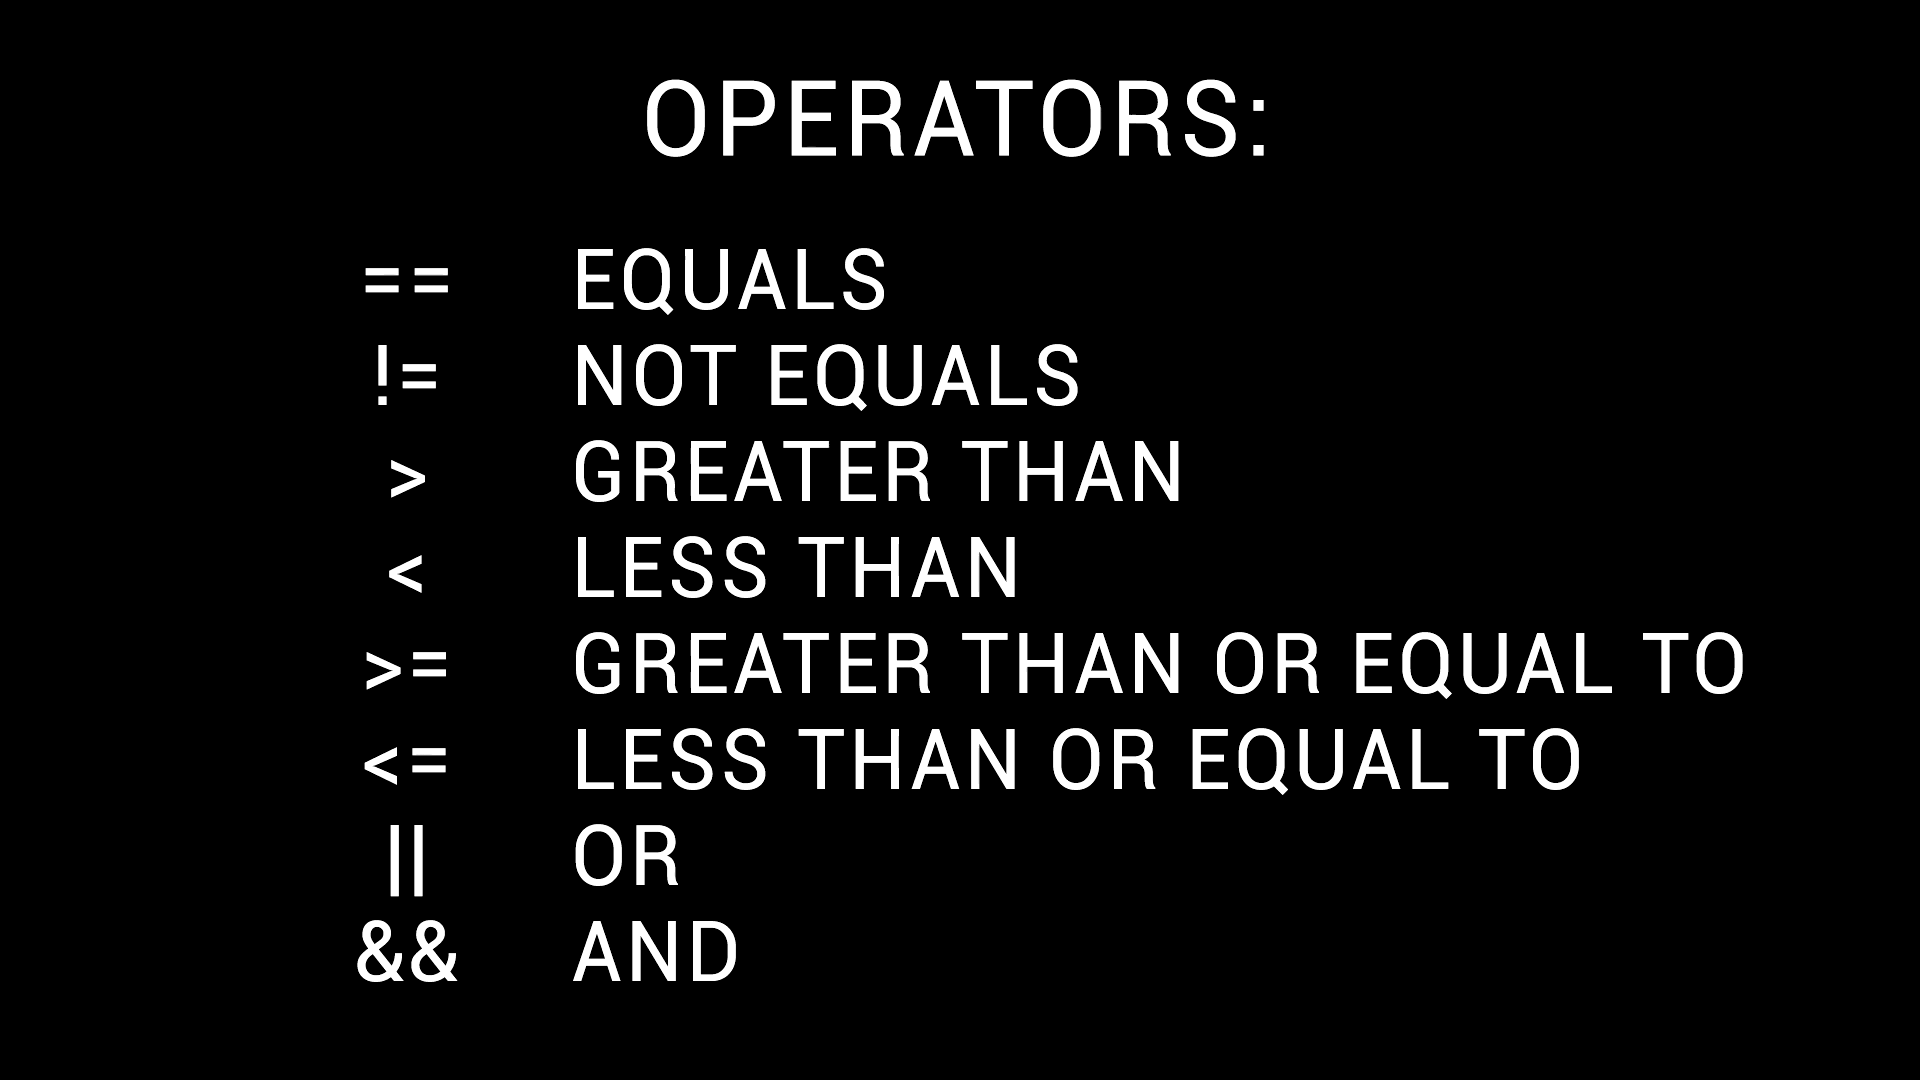 OPERATORS:
== EQUALS
!= NOT EQUALS
> GREATER THAN
< LESS THAN
>= GREATER THAN OR EQUAL TO
<= LESS THAN OR EQUAL TO
|| OR
&& AND